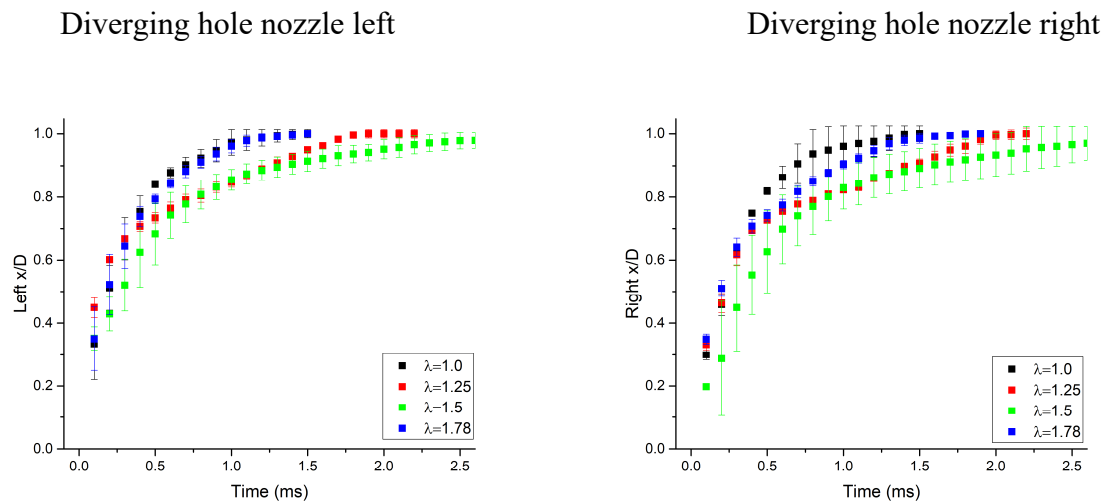 Diverging hole nozzle left
Diverging hole nozzle right
1.0
0.8
0.6
0.4
0.2
0.0
Left x/D
0.0 0.5 1.0 1.5 2.0 2.5
Time (ms)
λ=1.0
λ=1.25
λ−1.5
λ=1.78
1.0
0.8
0.6
0.4
0.2
0.0
Right x/D
0.0 0.5 1.0 1.5 2.0 2.5
Time (ms)
λ=1.0
λ=1.25
λ=1.5
λ=1.78